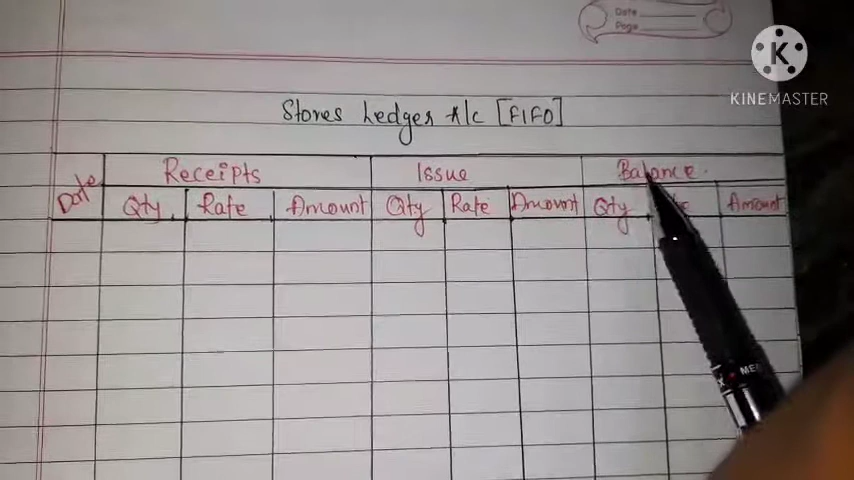 Date
Page
K
KINEMASTER
Stores Ledger A/c [FIFO]
Date Receipts Issue Balance.
Qty. Rate Amount Qty Rate Amount Qty Amount